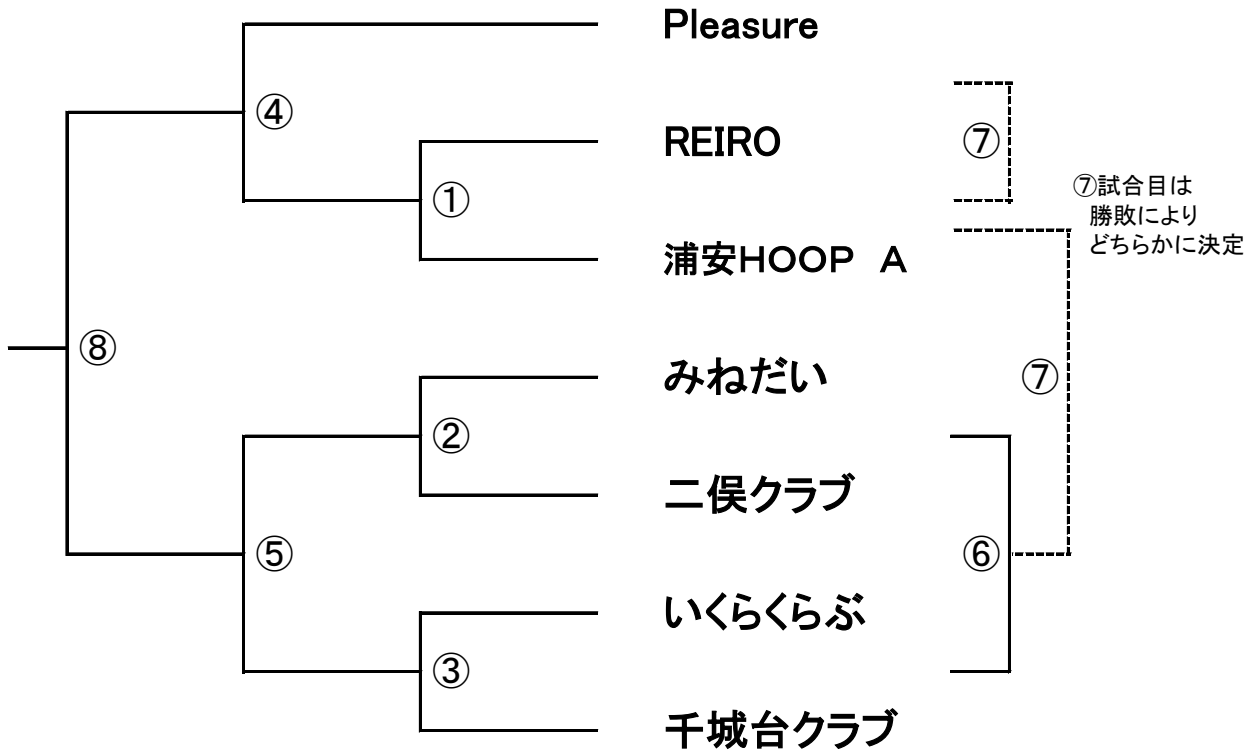 Pleasure
④
REIRO
⑦
①
⑦試合目は
勝敗により
どちらかに決定
浦安HOOP　A
⑧
みねだい
⑦
②
二俣クラブ
⑤
⑥
いくらくらぶ
③
千城台クラブ